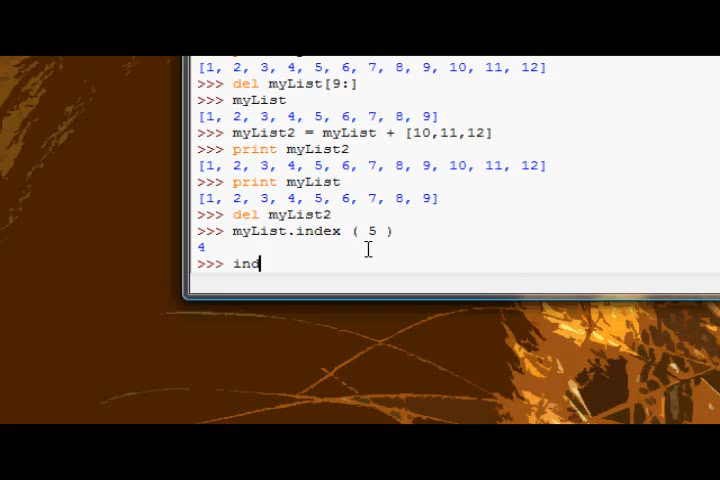 [1, 2, 3, 4, 5, 6, 7, 8, 9, 10, 11, 12]
>>> del myList[9:]
>>> myList
[1, 2, 3, 4, 5, 6, 7, 8, 9]
>>> myList2 = myList + [10,11,12]
>>> print myList2
[1, 2, 3, 4, 5, 6, 7, 8, 9, 10, 11, 12]
>>> print myList
[1, 2, 3, 4, 5, 6, 7, 8, 9]
>>> del myList2
>>> myList.index ( 5 )
4
>>> ind